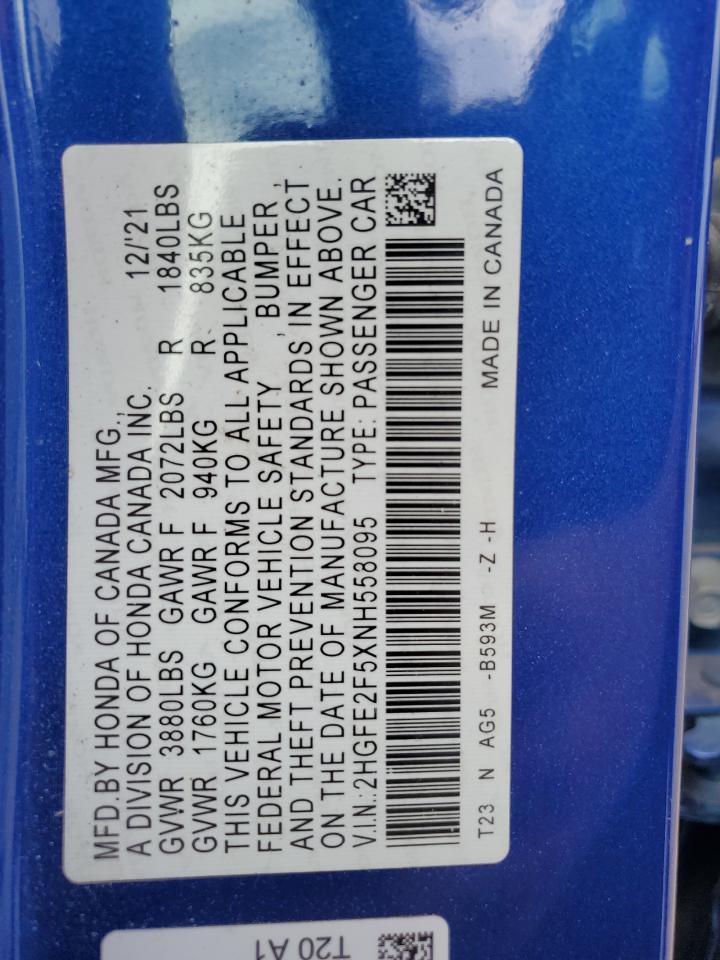 MFD.BY HONDA OF CANADA MFG.,
A DIVISION OF HONDA CANADA INC. 12/'21
GVWR 3880LBS GAWR F 2072LBS R 1840LBS
GVWR 1760KG GAWR F 940KG R 835KG
THIS VEHICLE CONFORMS TO ALL APPLICABLE
FEDERAL MOTOR VEHICLE SAFETY , BUMPER ,
AND THEFT PREVENTION STANDARDS IN EFFECT
ON THE DATE OF MANUFACTURE SHOWN ABOVE.
V.I.N.:2HGFE2F5XNH558095 TYPE: PASSENGER CAR
T23 N AG5 -B593M -Z -H MADE IN CANADA
T20 A1